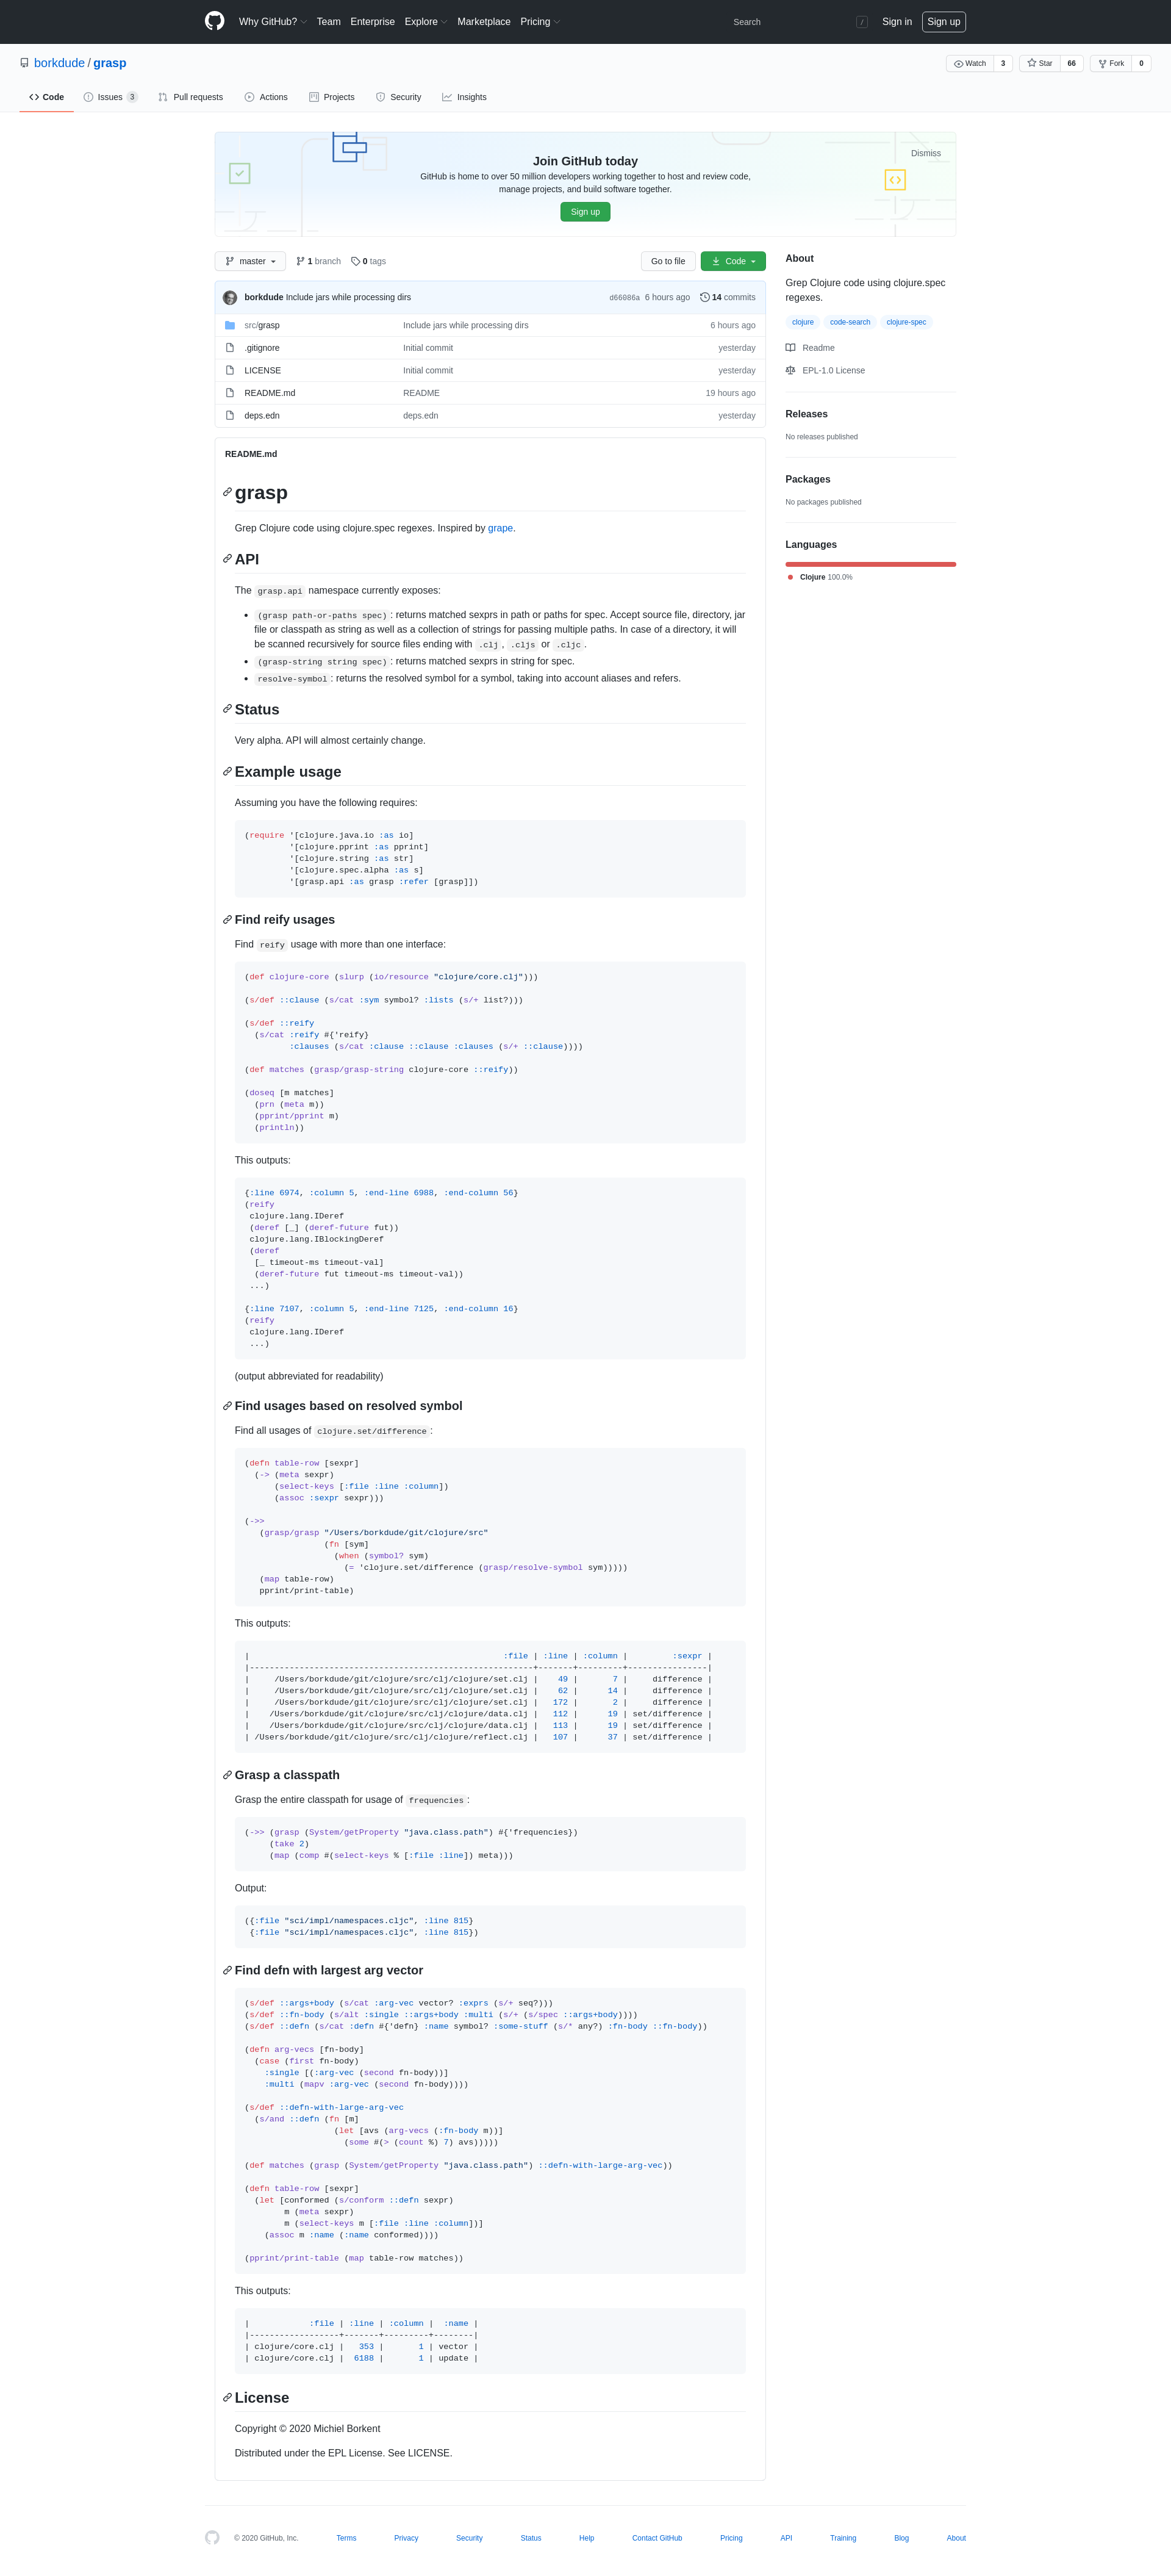 Why GitHub? Team Enterprise Explore Marketplace Pricing Search / Sign in Sign up
borkdude / grasp
Watch 3 Star 66 Fork 0
Code Issues 3 Pull requests Actions Projects Security Insights
Dismiss
Join GitHub today
GitHub is home to over 50 million developers working together to host and review code,
manage projects, and build software together.
Sign up
master 1 branch 0 tags Go to file Code
borkdude Include jars while processing dirs d66086a 6 hours ago 14 commits
src/grasp Include jars while processing dirs 6 hours ago
.gitignore Initial commit yesterday
LICENSE Initial commit yesterday
README.md README 19 hours ago
deps.edn deps.edn yesterday
About
Grep Clojure code using clojure.spec
regexes.
clojure code-search clojure-spec
Readme
EPL-1.0 License
Releases
No releases published
Packages
No packages published
Languages
Clojure 100.0%
README.md
grasp
Grep Clojure code using clojure.spec regexes. Inspired by grape.
API
The grasp.api namespace currently exposes:
• (grasp path-or-paths spec) : returns matched sexprs in path or paths for spec. Accept source file, directory, jar
file or classpath as string as well as a collection of strings for passing multiple paths. In case of a directory, it will
be scanned recursively for source files ending with .clj , .cljs or .cljc .
• (grasp-string string spec) : returns matched sexprs in string for spec.
• resolve-symbol : returns the resolved symbol for a symbol, taking into account aliases and refers.
Status
Very alpha. API will almost certainly change.
Example usage
Assuming you have the following requires:
(require '[clojure.java.io :as io]
         '[clojure.pprint :as pprint]
         '[clojure.string :as str]
         '[clojure.spec.alpha :as s]
         '[grasp.api :as grasp :refer [grasp]])
Find reify usages
Find reify usage with more than one interface:
(def clojure-core (slurp (io/resource "clojure/core.clj")))
(s/def ::clause (s/cat :sym symbol? :lists (s/+ list?)))
(s/def ::reify
  (s/cat :reify #{'reify}
         :clauses (s/cat :clause ::clause :clauses (s/+ ::clause))))
(def matches (grasp/grasp-string clojure-core ::reify))
(doseq [m matches]
  (prn (meta m))
  (pprint/pprint m)
  (println))
This outputs:
{:line 6974, :column 5, :end-line 6988, :end-column 56}
(reify
 clojure.lang.IDeref
 (deref [_] (deref-future fut))
 clojure.lang.IBlockingDeref
 (deref
  [_ timeout-ms timeout-val]
  (deref-future fut timeout-ms timeout-val))
 ...)
{:line 7107, :column 5, :end-line 7125, :end-column 16}
(reify
 clojure.lang.IDeref
 ...)
(output abbreviated for readability)
Find usages based on resolved symbol
Find all usages of clojure.set/difference :
(defn table-row [sexpr]
  (-> (meta sexpr)
      (select-keys [:file :line :column])
      (assoc :sexpr sexpr)))
(->>
   (grasp/grasp "/Users/borkdude/git/clojure/src"
                (fn [sym]
                  (when (symbol? sym)
                    (= 'clojure.set/difference (grasp/resolve-symbol sym)))))
   (map table-row)
   pprint/print-table)
This outputs:
|                                                   :file | :line | :column |         :sexpr |
|---------------------------------------------------------+-------+---------+----------------|
|     /Users/borkdude/git/clojure/src/clj/clojure/set.clj |    49 |       7 |     difference |
|     /Users/borkdude/git/clojure/src/clj/clojure/set.clj |    62 |      14 |     difference |
|     /Users/borkdude/git/clojure/src/clj/clojure/set.clj |   172 |       2 |     difference |
|    /Users/borkdude/git/clojure/src/clj/clojure/data.clj |   112 |      19 | set/difference |
|    /Users/borkdude/git/clojure/src/clj/clojure/data.clj |   113 |      19 | set/difference |
| /Users/borkdude/git/clojure/src/clj/clojure/reflect.clj |   107 |      37 | set/difference |
Grasp a classpath
Grasp the entire classpath for usage of frequencies :
(->> (grasp (System/getProperty "java.class.path") #{'frequencies})
     (take 2)
     (map (comp #(select-keys % [:file :line]) meta)))
Output:
({:file "sci/impl/namespaces.cljc", :line 815}
 {:file "sci/impl/namespaces.cljc", :line 815})
Find defn with largest arg vector
(s/def ::args+body (s/cat :arg-vec vector? :exprs (s/+ seq?)))
(s/def ::fn-body (s/alt :single ::args+body :multi (s/+ (s/spec ::args+body))))
(s/def ::defn (s/cat :defn #{'defn} :name symbol? :some-stuff (s/* any?) :fn-body ::fn-body))
(defn arg-vecs [fn-body]
  (case (first fn-body)
    :single [(:arg-vec (second fn-body))]
    :multi (mapv :arg-vec (second fn-body))))
(s/def ::defn-with-large-arg-vec
  (s/and ::defn (fn [m]
                  (let [avs (arg-vecs (:fn-body m))]
                    (some #(> (count %) 7) avs)))))
(def matches (grasp (System/getProperty "java.class.path") ::defn-with-large-arg-vec))
(defn table-row [sexpr]
  (let [conformed (s/conform ::defn sexpr)
        m (meta sexpr)
        m (select-keys m [:file :line :column])]
    (assoc m :name (:name conformed))))
(pprint/print-table (map table-row matches))
This outputs:
|            :file | :line | :column |  :name |
|------------------+-------+---------+--------|
| clojure/core.clj |   353 |       1 | vector |
| clojure/core.clj |  6188 |       1 | update |
License
Copyright © 2020 Michiel Borkent
Distributed under the EPL License. See LICENSE.
© 2020 GitHub, Inc. Terms Privacy Security Status Help Contact GitHub Pricing API Training Blog About